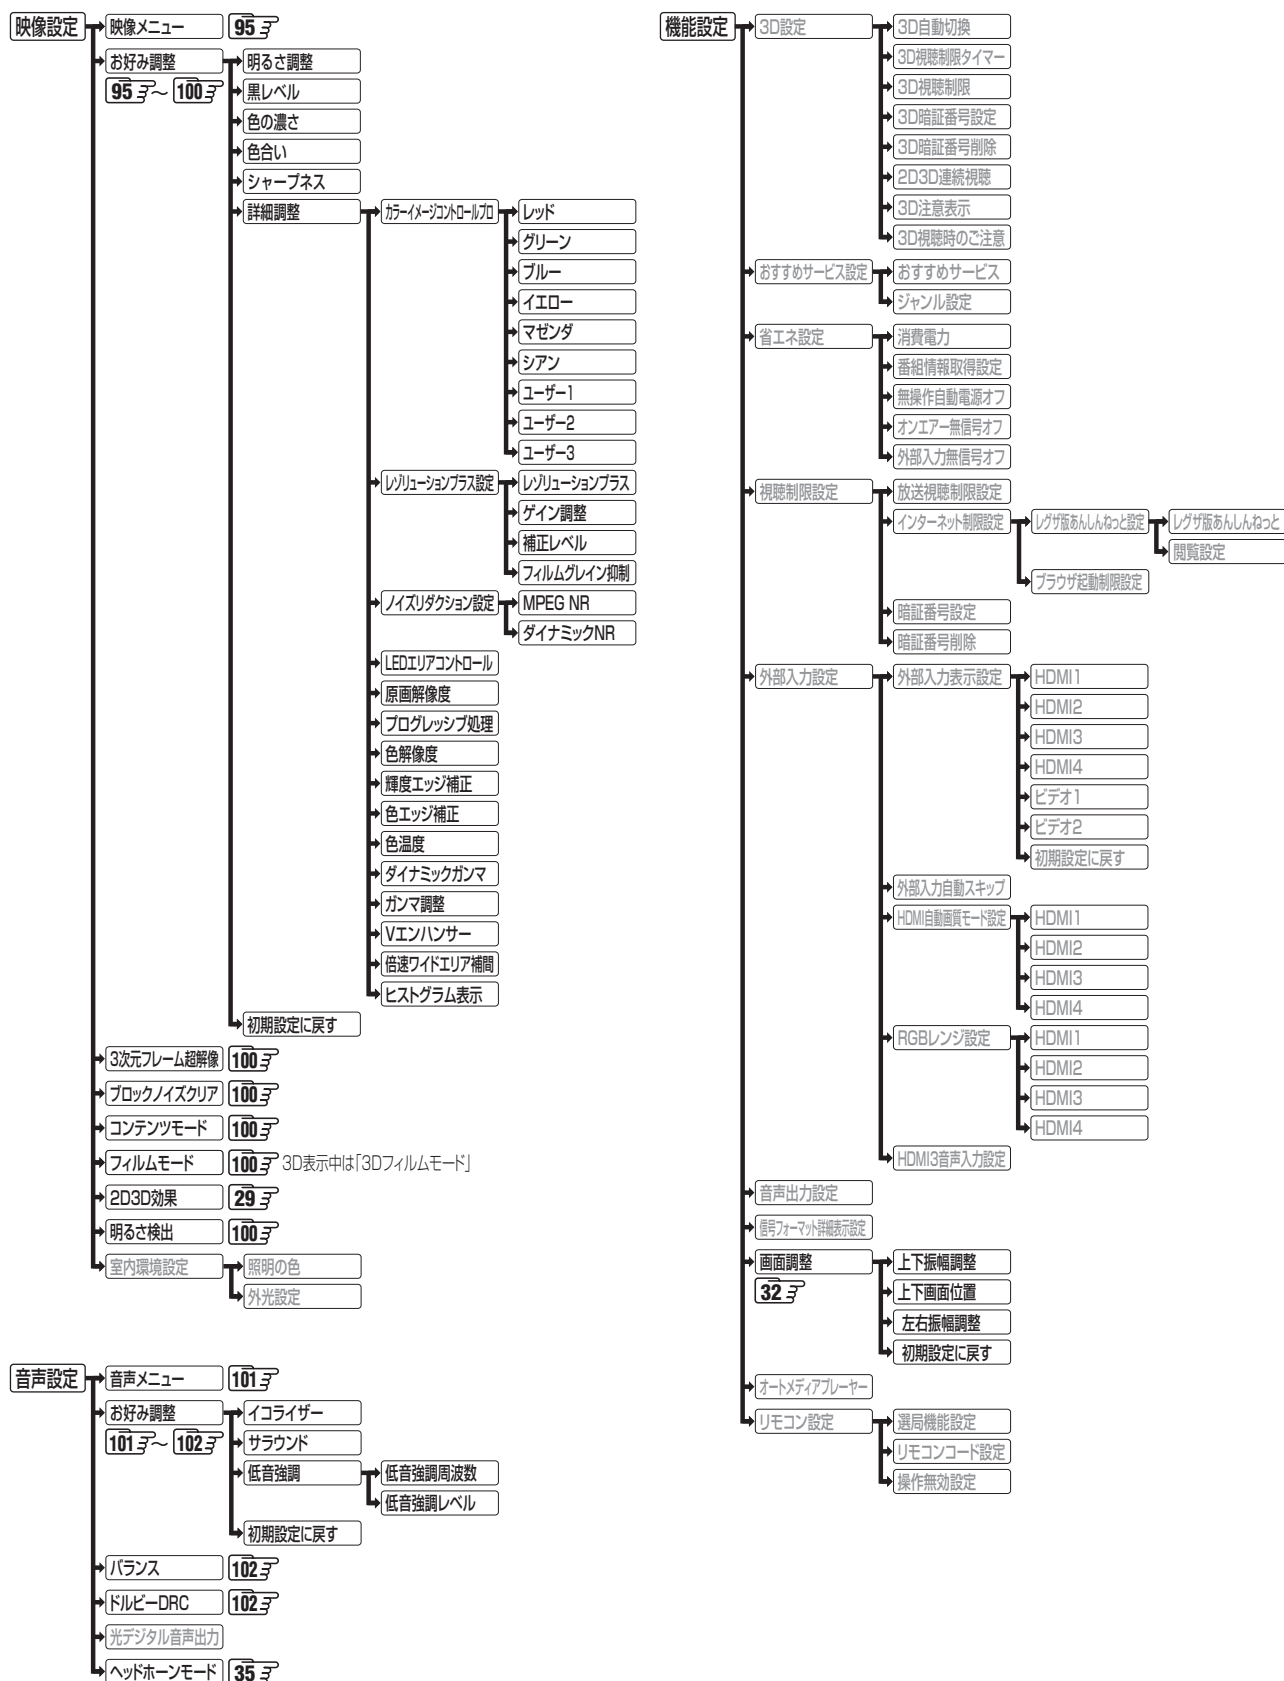 映像設定
映像メニュー 95
お好み調整
95 ～ 100
明るさ調整
黒レベル
色の濃さ
色合い
シャープネス
詳細調整
カラーイメージコントロールプロ
レッド
グリーン
ブルー
イエロー
マゼンダ
シアン
ユーザー1
ユーザー2
ユーザー3
レゾリューションプラス設定
レゾリューションプラス
ゲイン調整
補正レベル
フィルムグレイン抑制
ノイズリダクション設定
MPEG NR
ダイナミックNR
LEDエリアコントロール
原画解像度
プログレッシブ処理
色解像度
輝度エッジ補正
色エッジ補正
色温度
ダイナミックガンマ
ガンマ調整
Vエンハンサー
倍速ワイドエリア補間
ヒストグラム表示
初期設定に戻す
3次元フレーム超解像 100
ブロックノイズクリア 100
コンテンツモード 100
フィルムモード 100 3D表示中は「3Dフィルムモード」
2D3D効果 29
明るさ検出 100
室内環境設定
照明の色
外光設定
音声設定
音声メニュー 101
お好み調整
101 ～ 102
イコライザー
サラウンド
低音強調
低音強調周波数
低音強調レベル
初期設定に戻す
バランス 102
ドルビーDRC 102
光デジタル音声出力
ヘッドホーンモード 35
機能設定
3D設定
3D自動切換
3D視聴制限タイマー
3D視聴制限
3D暗証番号設定
3D暗証番号削除
2D3D連続視聴
3D注意表示
3D視聴時のご注意
おすすめサービス設定
おすすめサービス
ジャンル設定
省エネ設定
消費電力
番組情報取得設定
無操作自動電源オフ
オンエアー無信号オフ
外部入力無信号オフ
視聴制限設定
放送視聴制限設定
インターネット制限設定
レグザ版あんしんねっと設定
レグザ版あんしんねっと
閲覧設定
ブラウザ起動制限設定
暗証番号設定
暗証番号削除
外部入力設定
外部入力表示設定
HDMI1
HDMI2
HDMI3
HDMI4
ビデオ1
ビデオ2
初期設定に戻す
外部入力自動スキップ
HDMI自動画質モード設定
HDMI1
HDMI2
HDMI3
HDMI4
RGBレンジ設定
HDMI1
HDMI2
HDMI3
HDMI4
HDMI3音声入力設定
音声出力設定
信号フォーマット詳細表示設定
画面調整
32
上下振幅調整
上下画面位置
左右振幅調整
初期設定に戻す
オートメディアプレーヤー
リモコン設定
選局機能設定
リモコンコード設定
操作無効設定